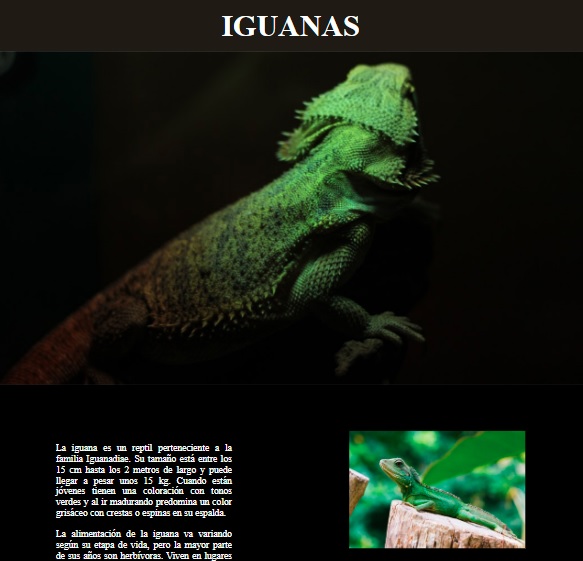 IGUANAS
La iguana es un reptil perteneciente a la
familia Iguanadiae. Su tamaño está entre los
15 cm hasta los 2 metros de largo y puede
llegar a pesar unos 15 kg. Cuando están
jóvenes tienen una coloración con tonos
verdes y al ir madurando predomina un color
grisáceo con crestas o espinas en su espalda.
La alimentación de la iguana va variando
según su etapa de vida, pero la mayor parte
de sus años son herbívoras. Viven en lugares